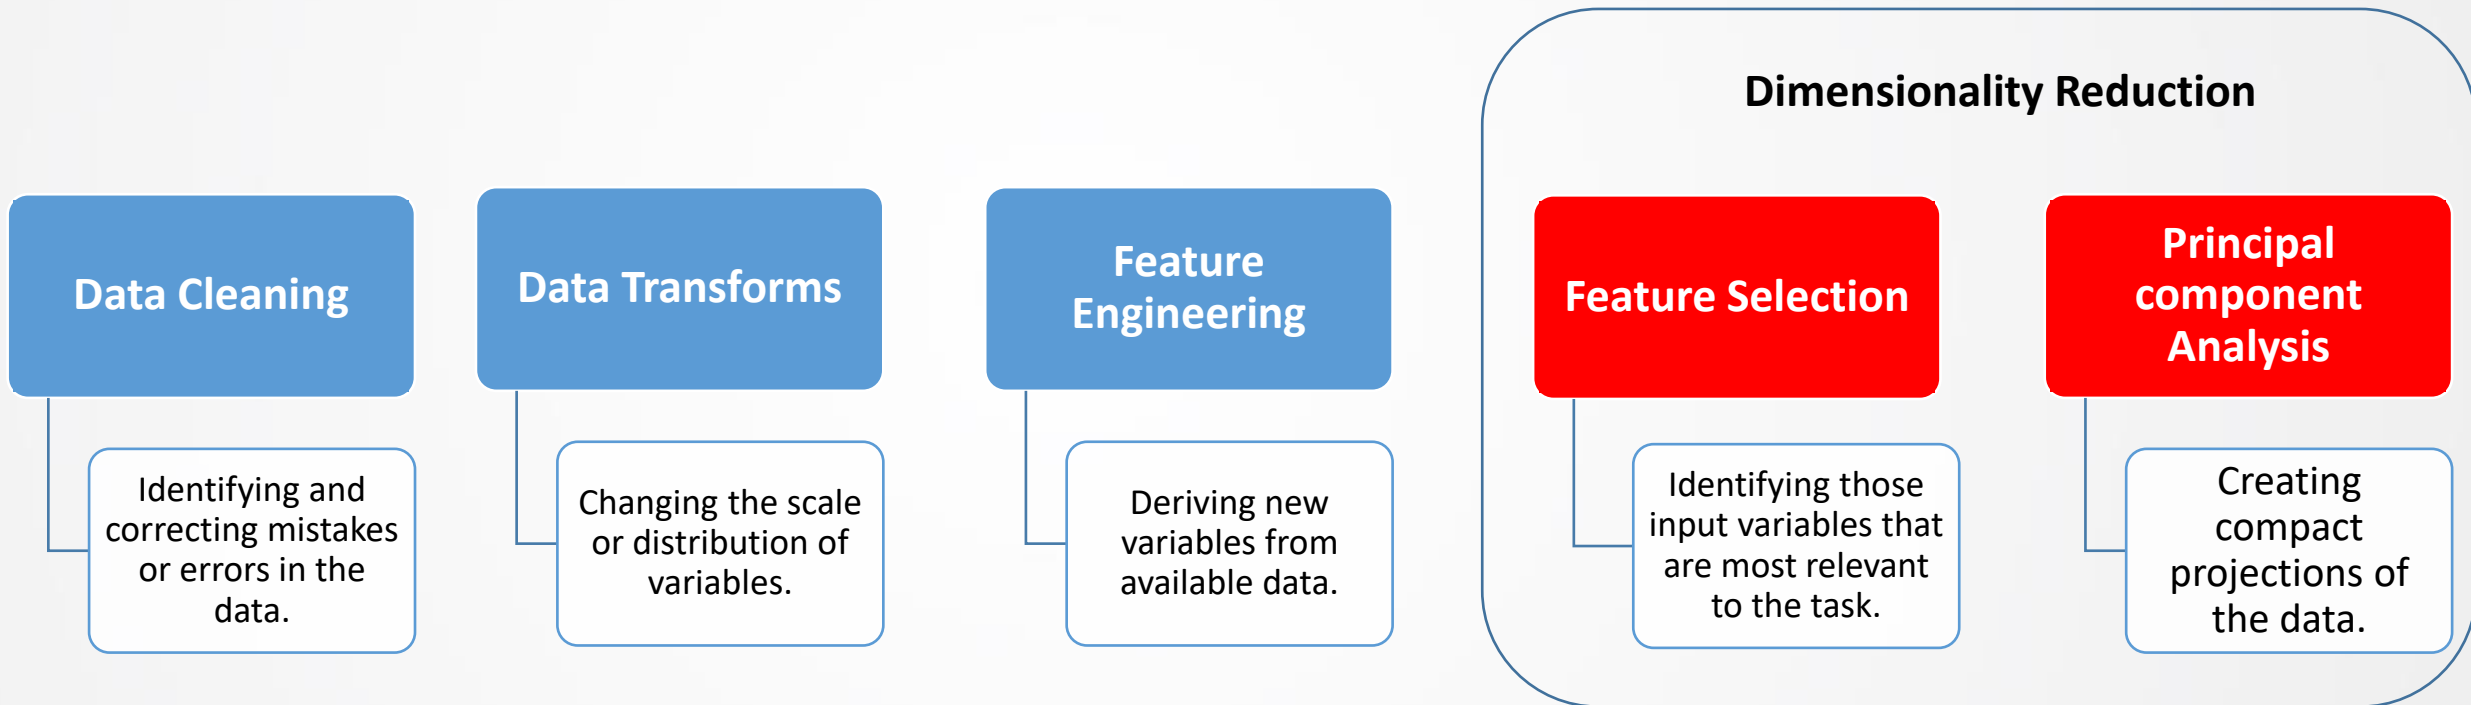 Dimensionality Reduction
Data Cleaning
Identifying and
correcting mistakes
or errors in the
data.
Data Transforms
Changing the scale
or distribution of
variables.
Feature
Engineering
Deriving new
variables from
available data.
Feature Selection
Identifying those
input variables that
are most relevant
to the task.
Principal
component
Analysis
Creating
compact
projections of
the data.